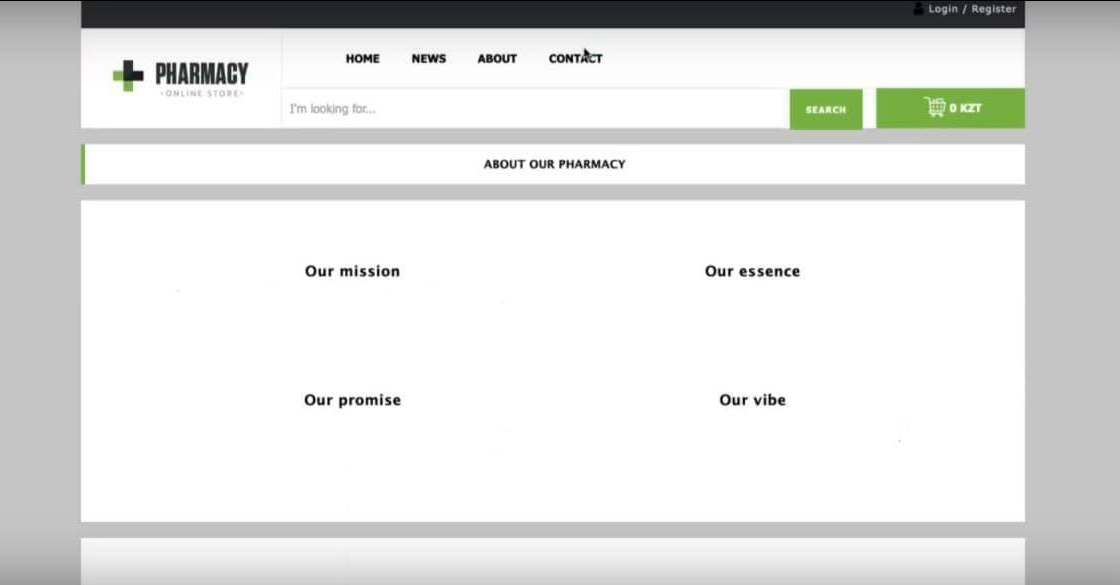 Login / Register
HOME NEWS ABOUT CONTACT
PHARMACY
•ONLINE STORE•
I'm looking for...
SEARCH
0 KZT
ABOUT OUR PHARMACY
Our mission
Our essence
Our promise
Our vibe